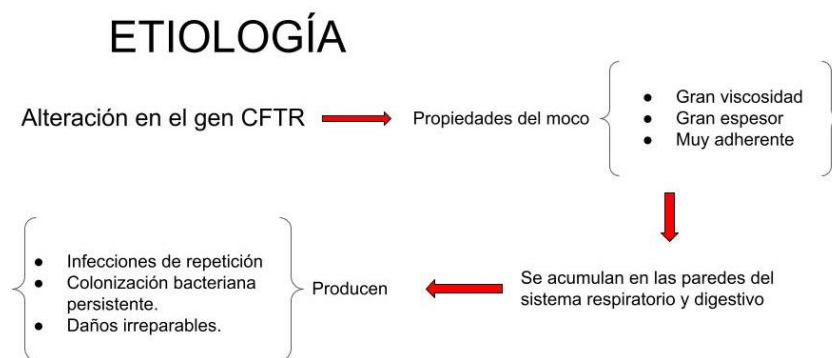 ETIOLOGÍA
Alteración en el gen CFTR
Propiedades del moco
● Gran viscosidad
● Gran espesor
● Muy adherente
Se acumulan en las paredes del
sistema respiratorio y digestivo
Producen
● Infecciones de repetición
● Colonización bacteriana
persistente.
● Daños irreparables.